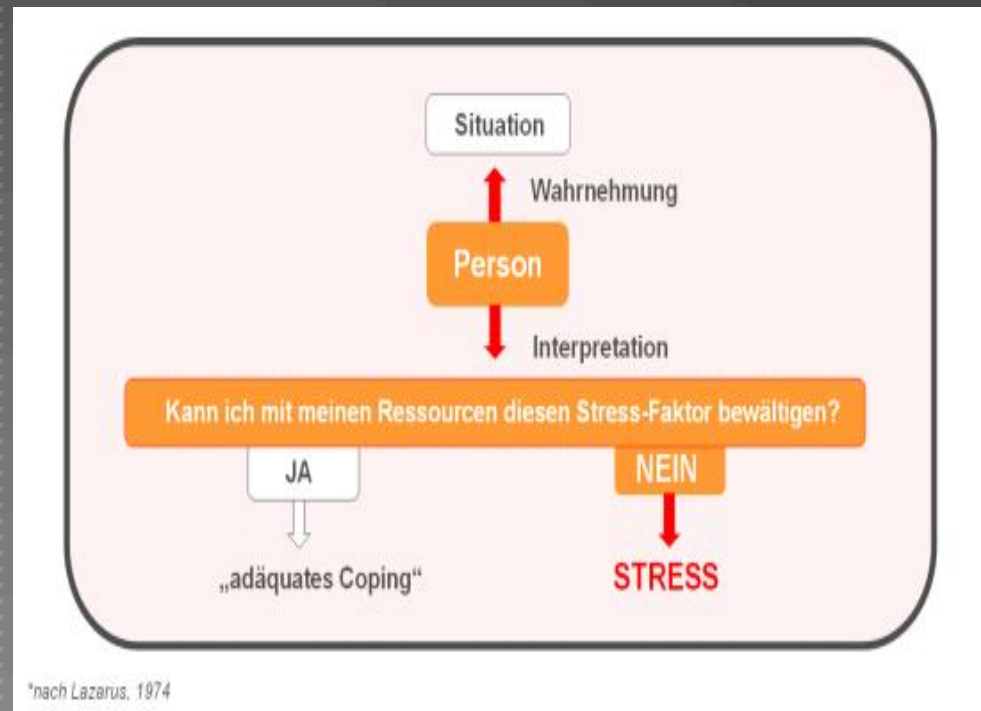 Situation
Wahrnehmung
Person
Interpretation
Kann ich mit meinen Ressourcen diesen Stress-Faktor bewältigen?
JA
NEIN
„adäquates Coping“
STRESS
*nach Lazarus, 1974